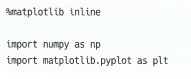 %matplotlib inline
import numpy as np
import matplotlib.pyplot as plt